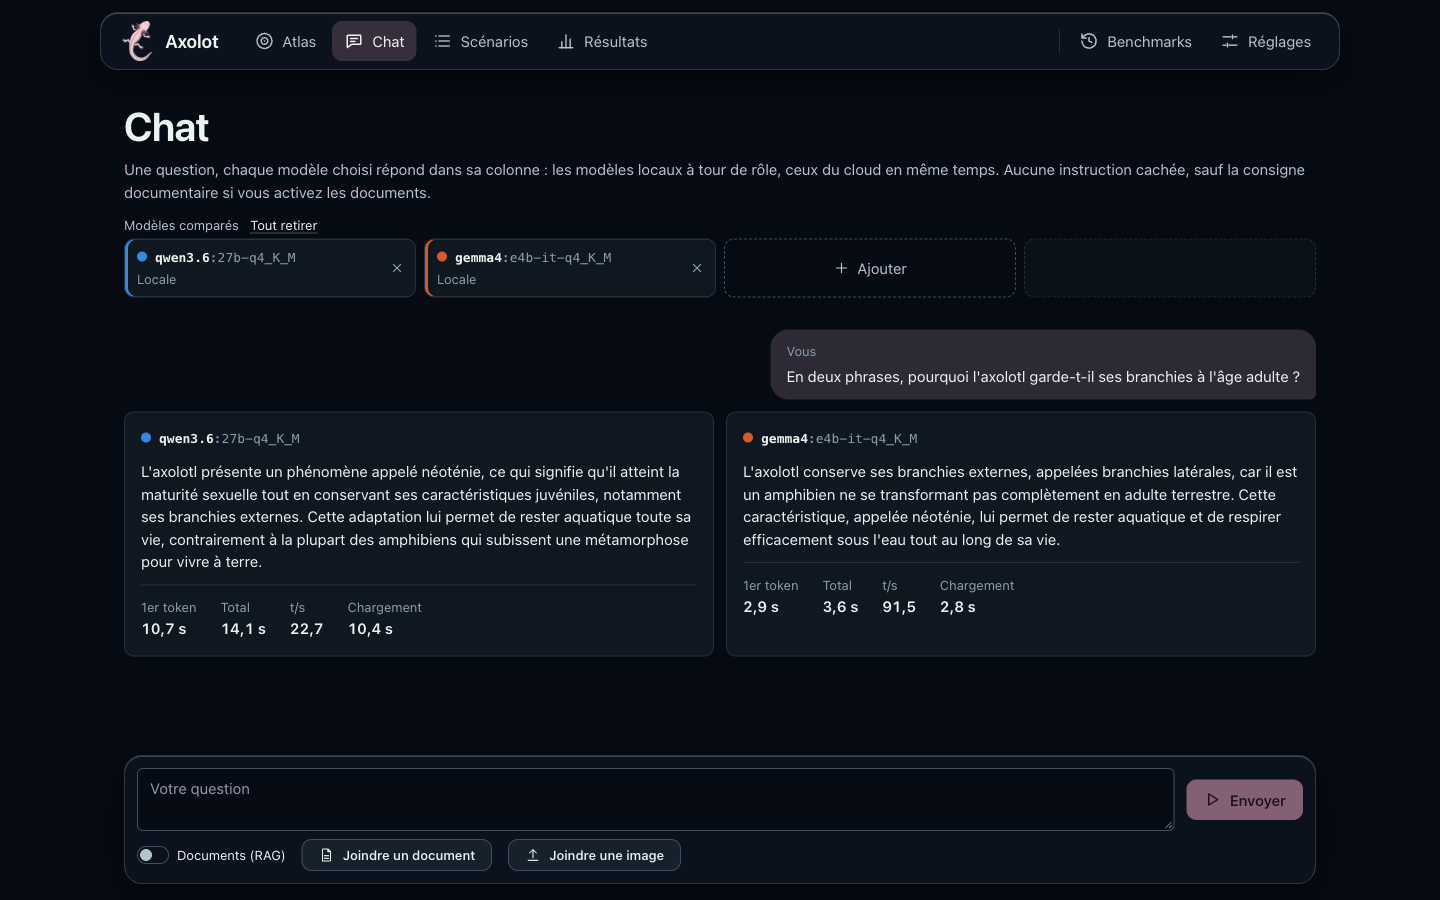 Axolot
Atlas
Chat
Scénarios
Résultats
Benchmarks
Réglages
Chat
Une question, chaque modèle choisi répond dans sa colonne : les modèles locaux à tour de rôle, ceux du cloud en même temps. Aucune instruction cachée, sauf la consigne
documentaire si vous activez les documents.
Modèles comparés Tout retirer
qwen3.6:27b-q4_K_M
Locale
gemma4:e4b-it-q4_K_M
Locale
Ajouter
Vous
En deux phrases, pourquoi l'axolotl garde-t-il ses branchies à l'âge adulte ?
qwen3.6:27b-q4_K_M
L'axolotl présente un phénomène appelé néoténie, ce qui signifie qu'il atteint la
maturité sexuelle tout en conservant ses caractéristiques juvéniles, notamment
ses branchies externes. Cette adaptation lui permet de rester aquatique toute sa
vie, contrairement à la plupart des amphibiens qui subissent une métamorphose
pour vivre à terre.
1er token Total t/s Chargement
10,7 s 14,1 s 22,7 10,4 s
gemma4:e4b-it-q4_K_M
L'axolotl conserve ses branchies externes, appelées branchies latérales, car il est
un amphibien ne se transformant pas complètement en adulte terrestre. Cette
caractéristique, appelée néoténie, lui permet de rester aquatique et de respirer
efficacement sous l'eau tout au long de sa vie.
1er token Total t/s Chargement
2,9 s 3,6 s 91,5 2,8 s
Votre question
Envoyer
Documents (RAG)
Joindre un document
Joindre une image